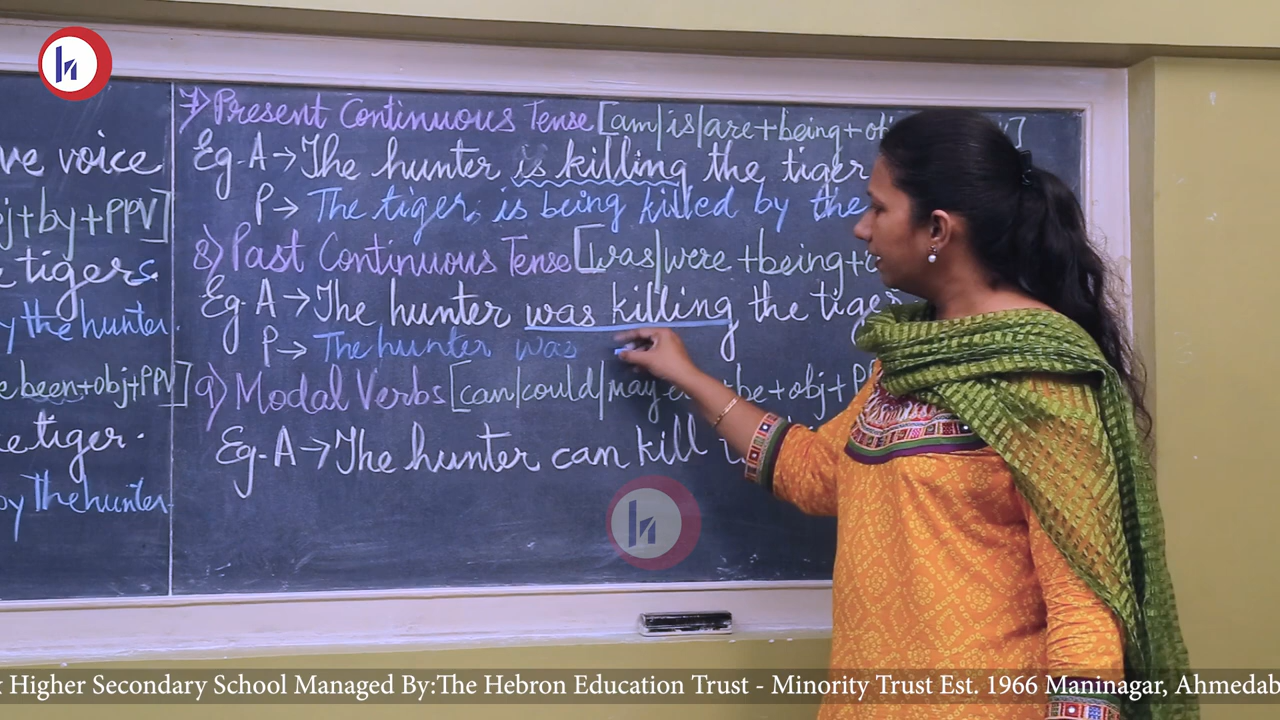 ve voice
j+by+PPV]
e tigers
by the hunter.
e been+obj+PPV]
e tiger.
by the hunter
7) Present Continuous Tense [am|is|are+being+
Eg-A→The hunter is killing the tiger
P→ The tiger is being killed by the
8) Past Continuous Tense [was|were +being+
Eg A→The hunter was killing the tiger
P→ The hunter was
9) Modal Verbs [can|could|may be+obj+
Eg-A→The hunter can kill
Higher Secondary School Managed By:The Hebron Education Trust - Minority Trust Est. 1966 Maninagar, Ahmedab